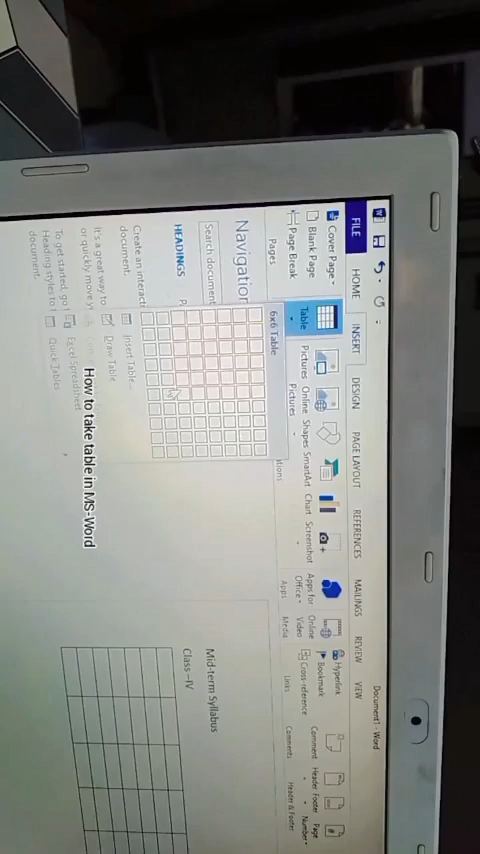 Document1 - Word
FILE HOME INSERT DESIGN PAGE LAYOUT REFERENCES MAILINGS REVIEW VIEW
Cover Page
Blank Page
Page Break
Pages
Table
Pictures Online Pictures
Shapes SmartArt Chart Screenshot
Apps for Office
Apps
Online Video
Media
Hyperlink
Bookmark
Cross-reference
Links
Comment
Comments
Header Footer Page Number
Header & Footer
6x6 Table
Insert Table...
Draw Table
Excel Spreadsheet
Quick Tables
Navigation
Search document
HEADINGS
Create an interacti
document.
It's a great way to
or quickly move y
To get started, go t
Heading styles to t
document.
Mid-term Syllabus
Class-IV
How to take table in MS-Word